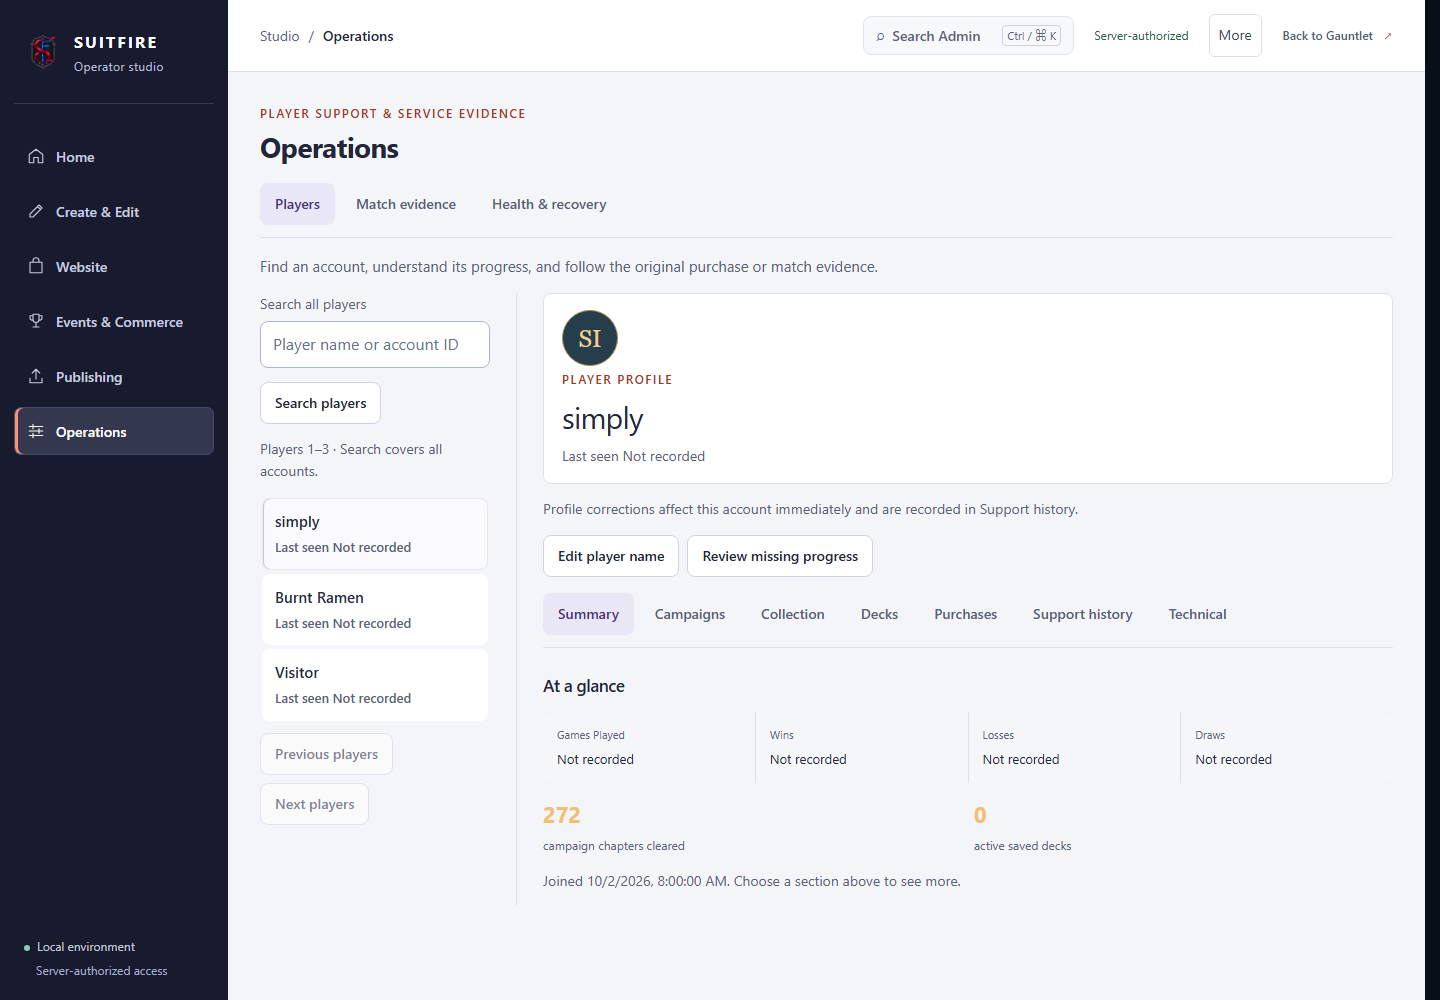 SUITFIRE
Operator studio
Home
Create & Edit
Website
Events & Commerce
Publishing
Operations
Local environment
Server-authorized access
Studio / Operations
Search Admin
Ctrl / ⌘ K
Server-authorized
More
Back to Gauntlet ↗
PLAYER SUPPORT & SERVICE EVIDENCE
Operations
Players
Match evidence
Health & recovery
Find an account, understand its progress, and follow the original purchase or match evidence.
Search all players
Player name or account ID
Search players
Players 1–3 · Search covers all
accounts.
simply
Last seen Not recorded
Burnt Ramen
Last seen Not recorded
Visitor
Last seen Not recorded
Previous players
Next players
SI
PLAYER PROFILE
simply
Last seen Not recorded
Profile corrections affect this account immediately and are recorded in Support history.
Edit player name
Review missing progress
Summary
Campaigns
Collection
Decks
Purchases
Support history
Technical
At a glance
Games Played
Not recorded
Wins
Not recorded
Losses
Not recorded
Draws
Not recorded
272
campaign chapters cleared
0
active saved decks
Joined 10/2/2026, 8:00:00 AM. Choose a section above to see more.